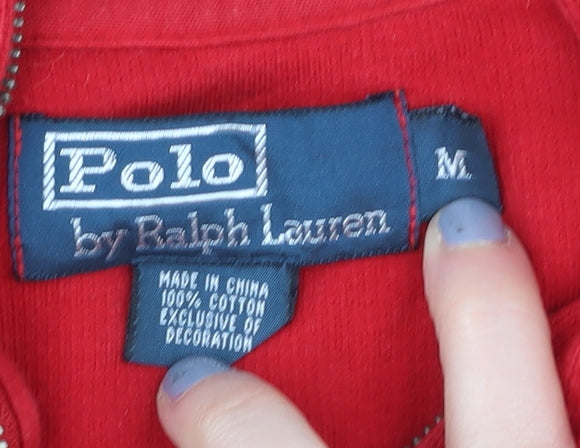 Polo
by Ralph Lauren
M
MADE IN CHINA
100% COTTON
EXCLUSIVE OF
DECORATION